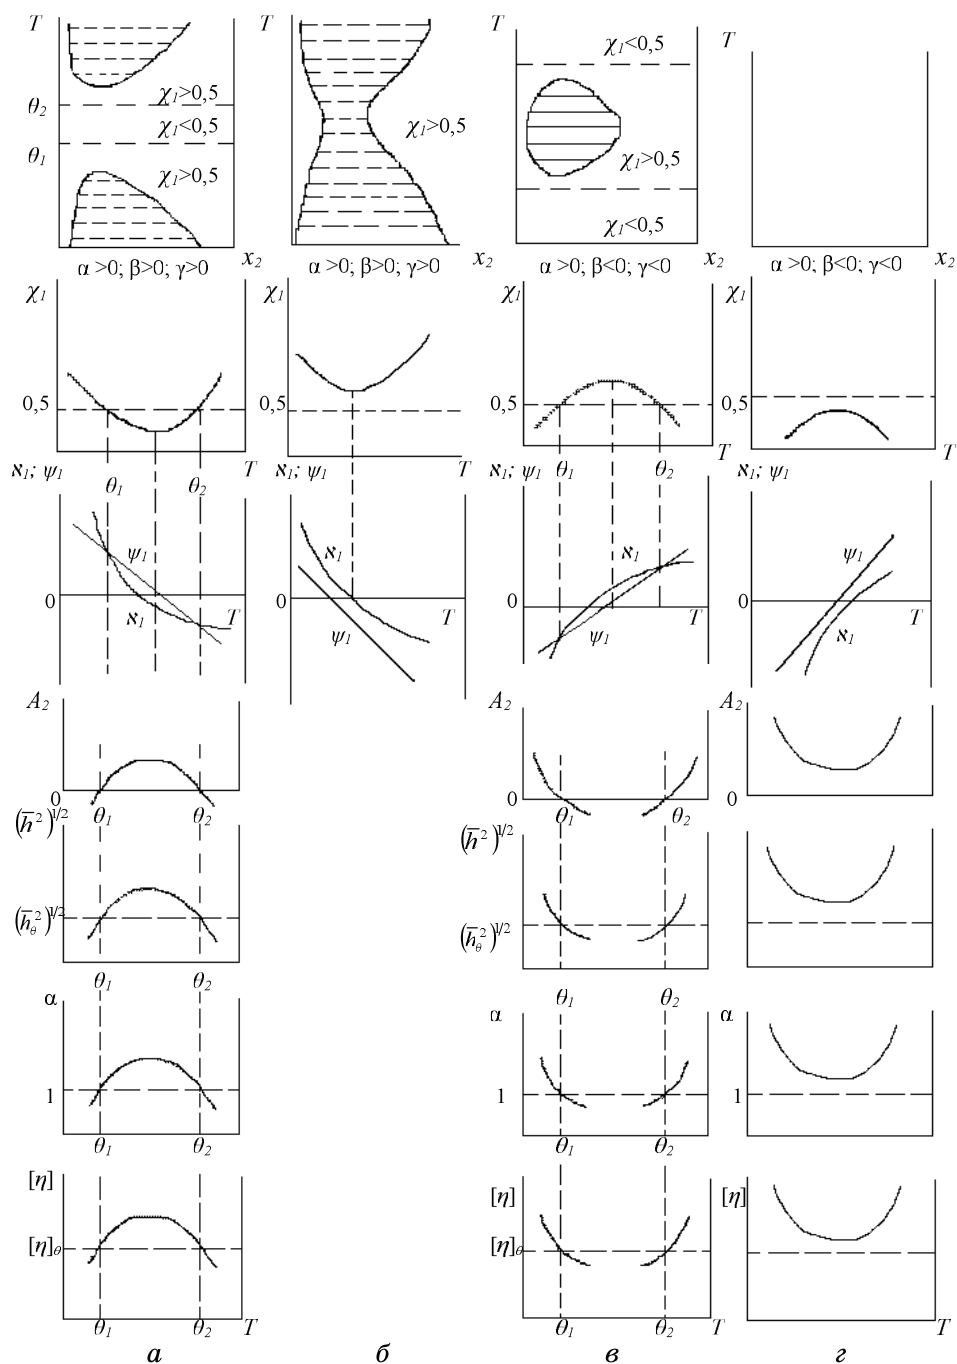 T T T T
χ₁<0,5
θ₂ χ₁>0,5
χ₁<0,5 χ₁>0,5
θ₁
χ₁>0,5 χ₁>0,5
χ₁<0,5
α >0; β>0; γ>0 x₂ α >0; β>0; γ>0 x₂ α >0; β<0; γ<0 x₂ α >0; β<0; γ<0 x₂
χ₁ χ₁ χ₁ χ₁
0,5 0,5 0,5 0,5
T T T T
ϰ₁; ψ₁ θ₁ θ₂ ϰ₁; ψ₁ ϰ₁; ψ₁ θ₁ θ₂ ϰ₁; ψ₁
ψ₁ ϰ₁ ϰ₁ ψ₁
0 0 0 0
ϰ₁ T T ψ₁ T ϰ₁ T
ψ₁
A₂ A₂ A₂
0 θ₁ θ₂ 0 θ₁ θ₂ 0
(h̅²)^1/2 (h̅²)^1/2
(h̅θ²)^1/2 (h̅θ²)^1/2
θ₁ θ₂ θ₁ θ₂
α α α
1 1 1
θ₁ θ₂ θ₁ θ₂
[η] [η] [η]
[η]θ [η]θ
θ₁ θ₂ T θ₁ θ₂ T T
а б в г